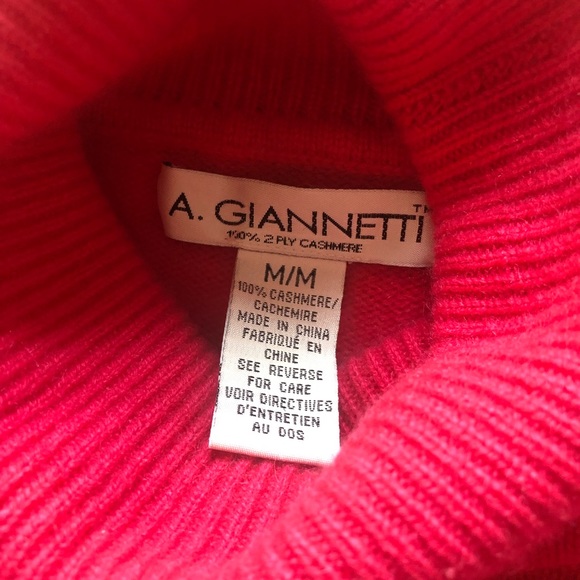 A. GIANNETTI™
100% 2 PLY CASHMERE
M/M
100% CASHMERE/
CACHEMIRE
MADE IN CHINA
FABRIQUÉ EN
CHINE
SEE REVERSE
FOR CARE
VOIR DIRECTIVES
D'ENTRETIEN
AU DOS